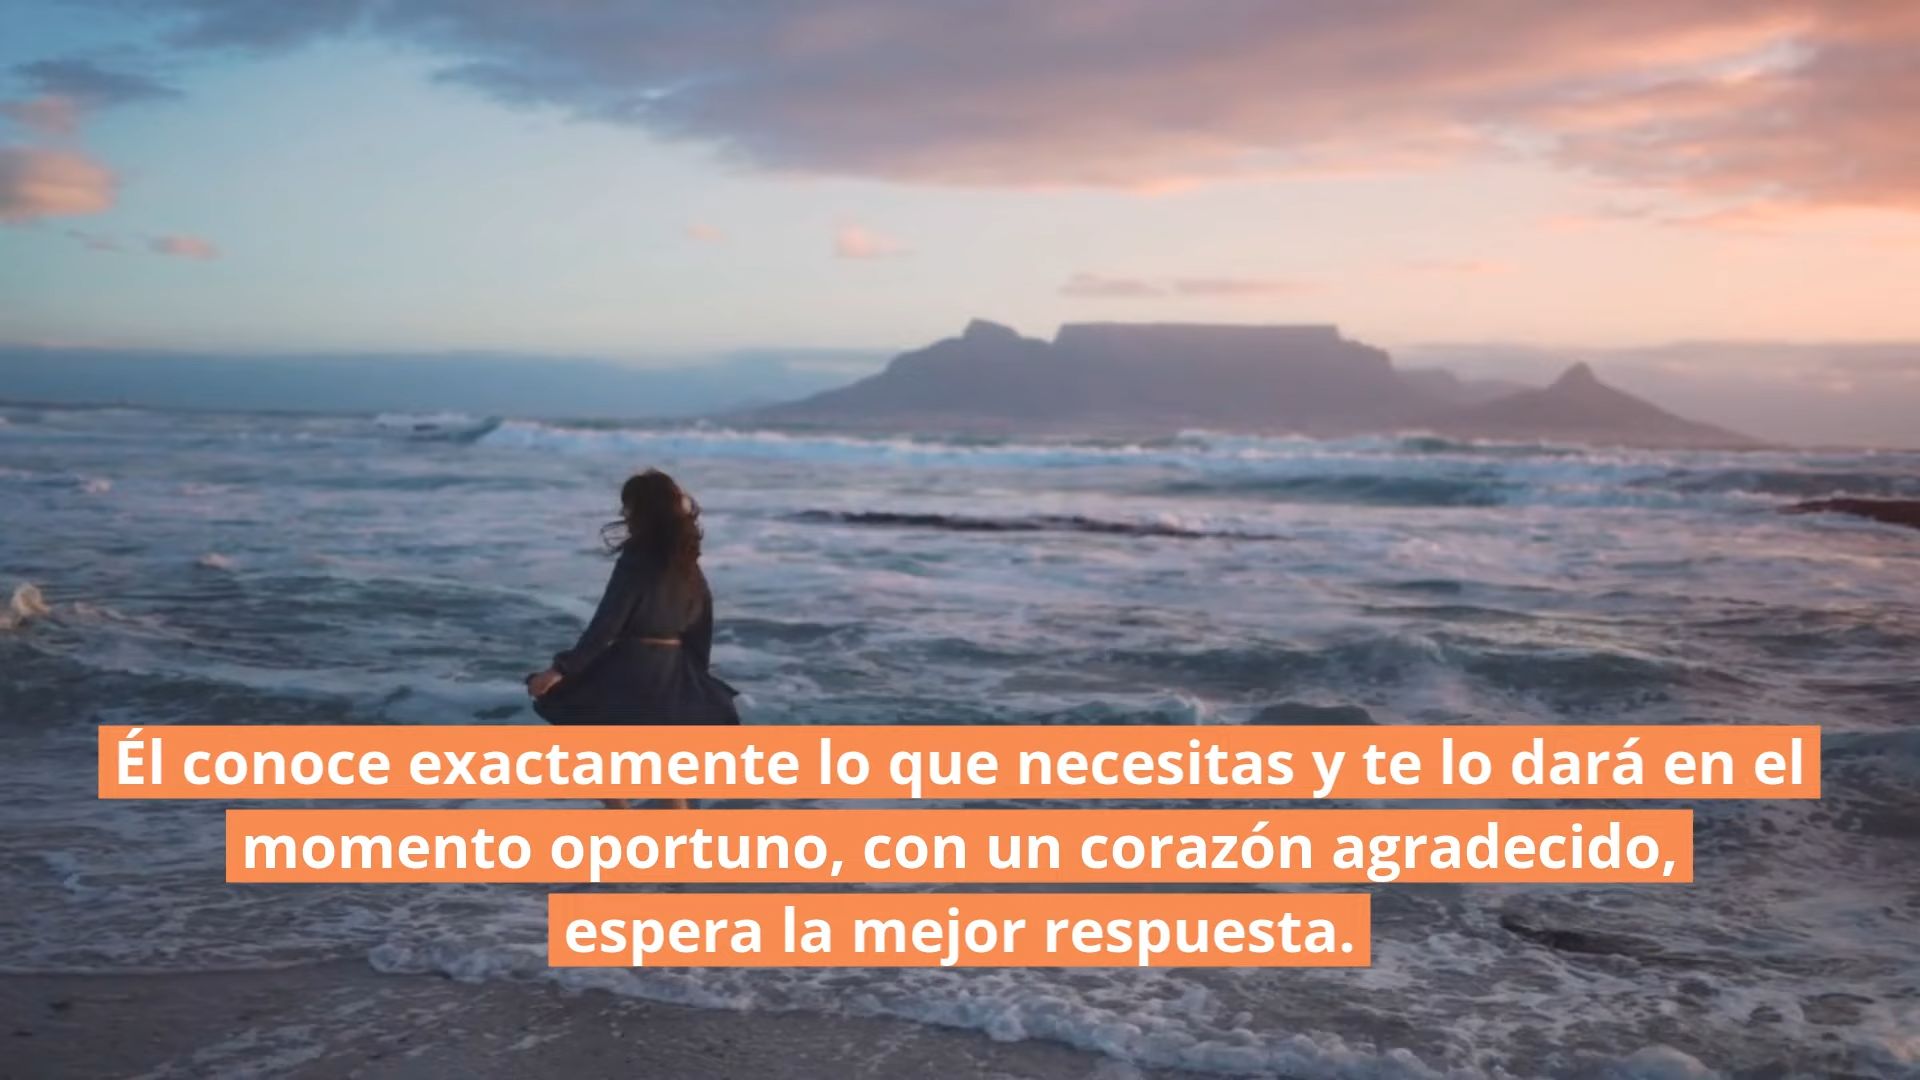 Él conoce exactamente lo que necesitas y te lo dará en el
momento oportuno, con un corazón agradecido,
espera la mejor respuesta.